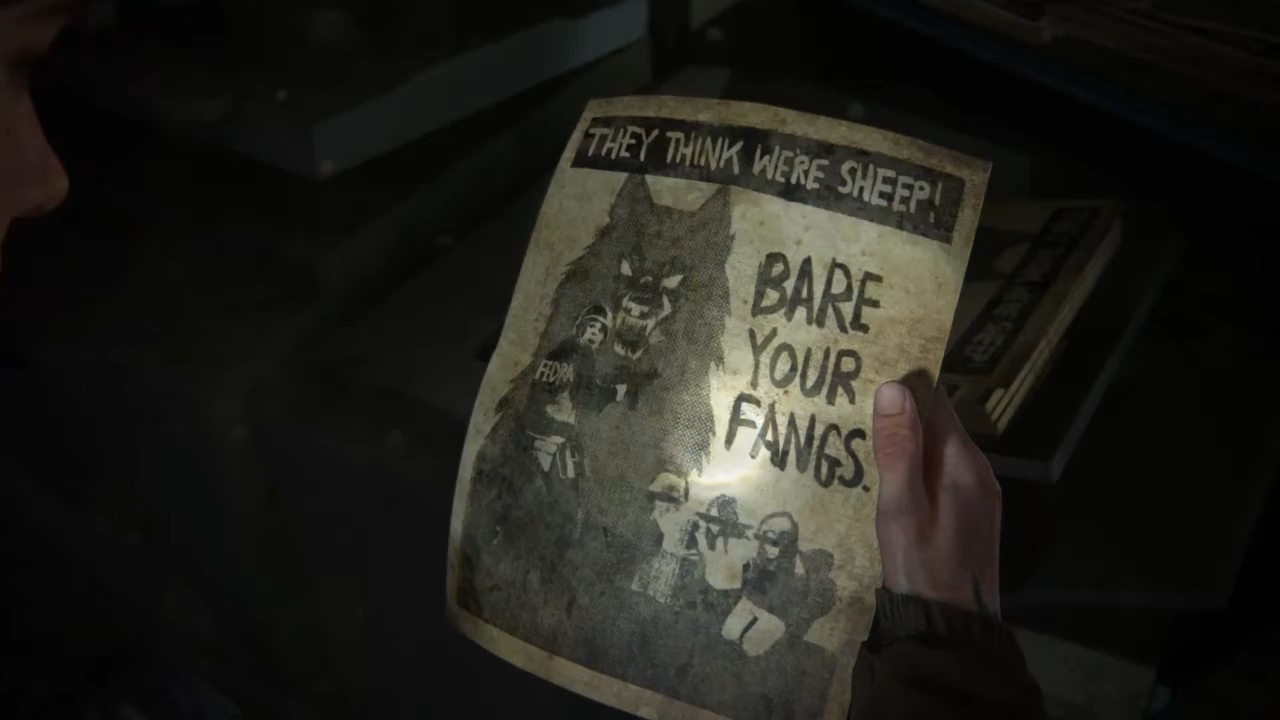 THEY THINK WE'RE SHEEP!
BARE
YOUR
FANGS.
FEDRA